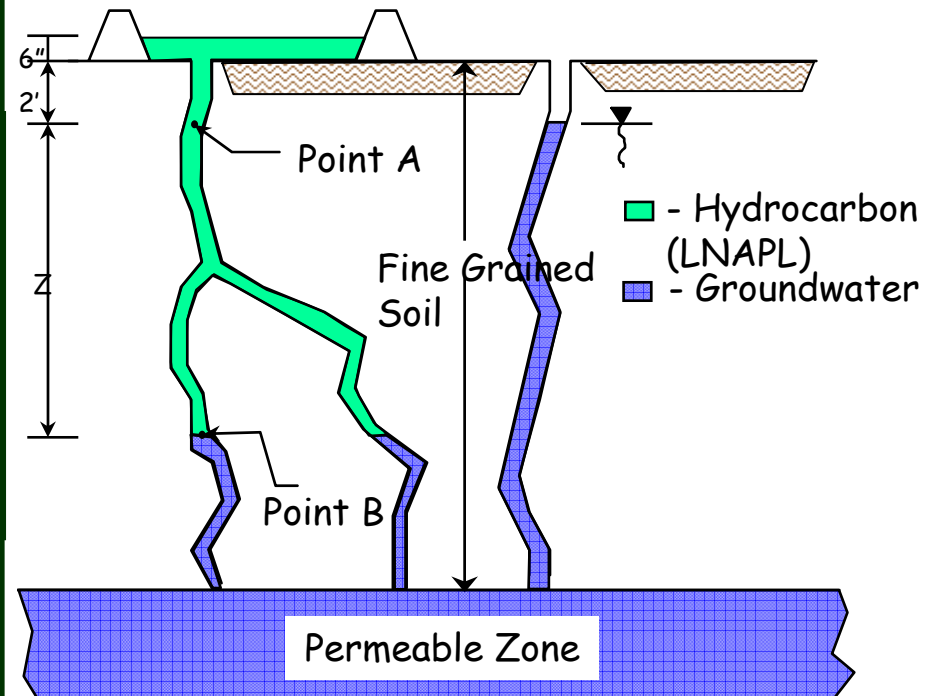 6"
2'
Point A
Z
Fine Grained
Soil
- Hydrocarbon
(LNAPL)
- Groundwater
Point B
Permeable Zone